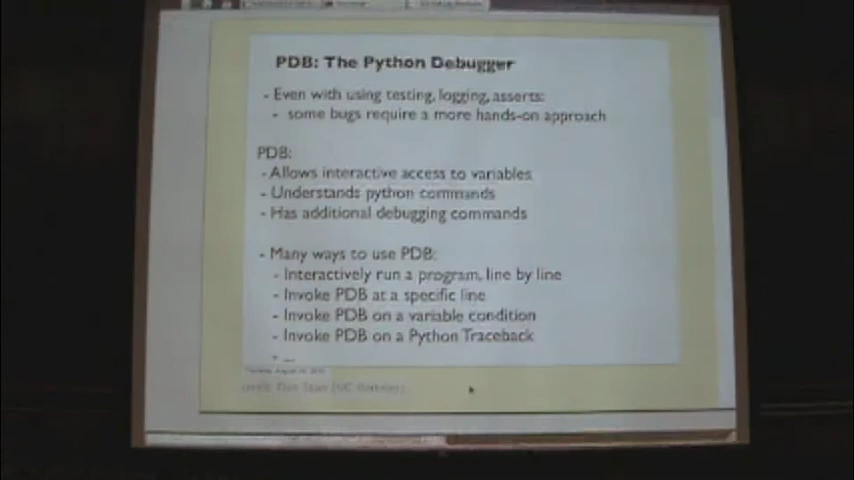 PDB: The Python Debugger
- Even with using testing, logging, asserts:
- some bugs require a more hands-on approach
PDB:
- Allows interactive access to variables
- Understands python commands
- Has additional debugging commands
- Many ways to use PDB:
- Interactively run a program, line by line
- Invoke PDB at a specific line
- Invoke PDB on a variable condition
- Invoke PDB on a Python Traceback
- ...